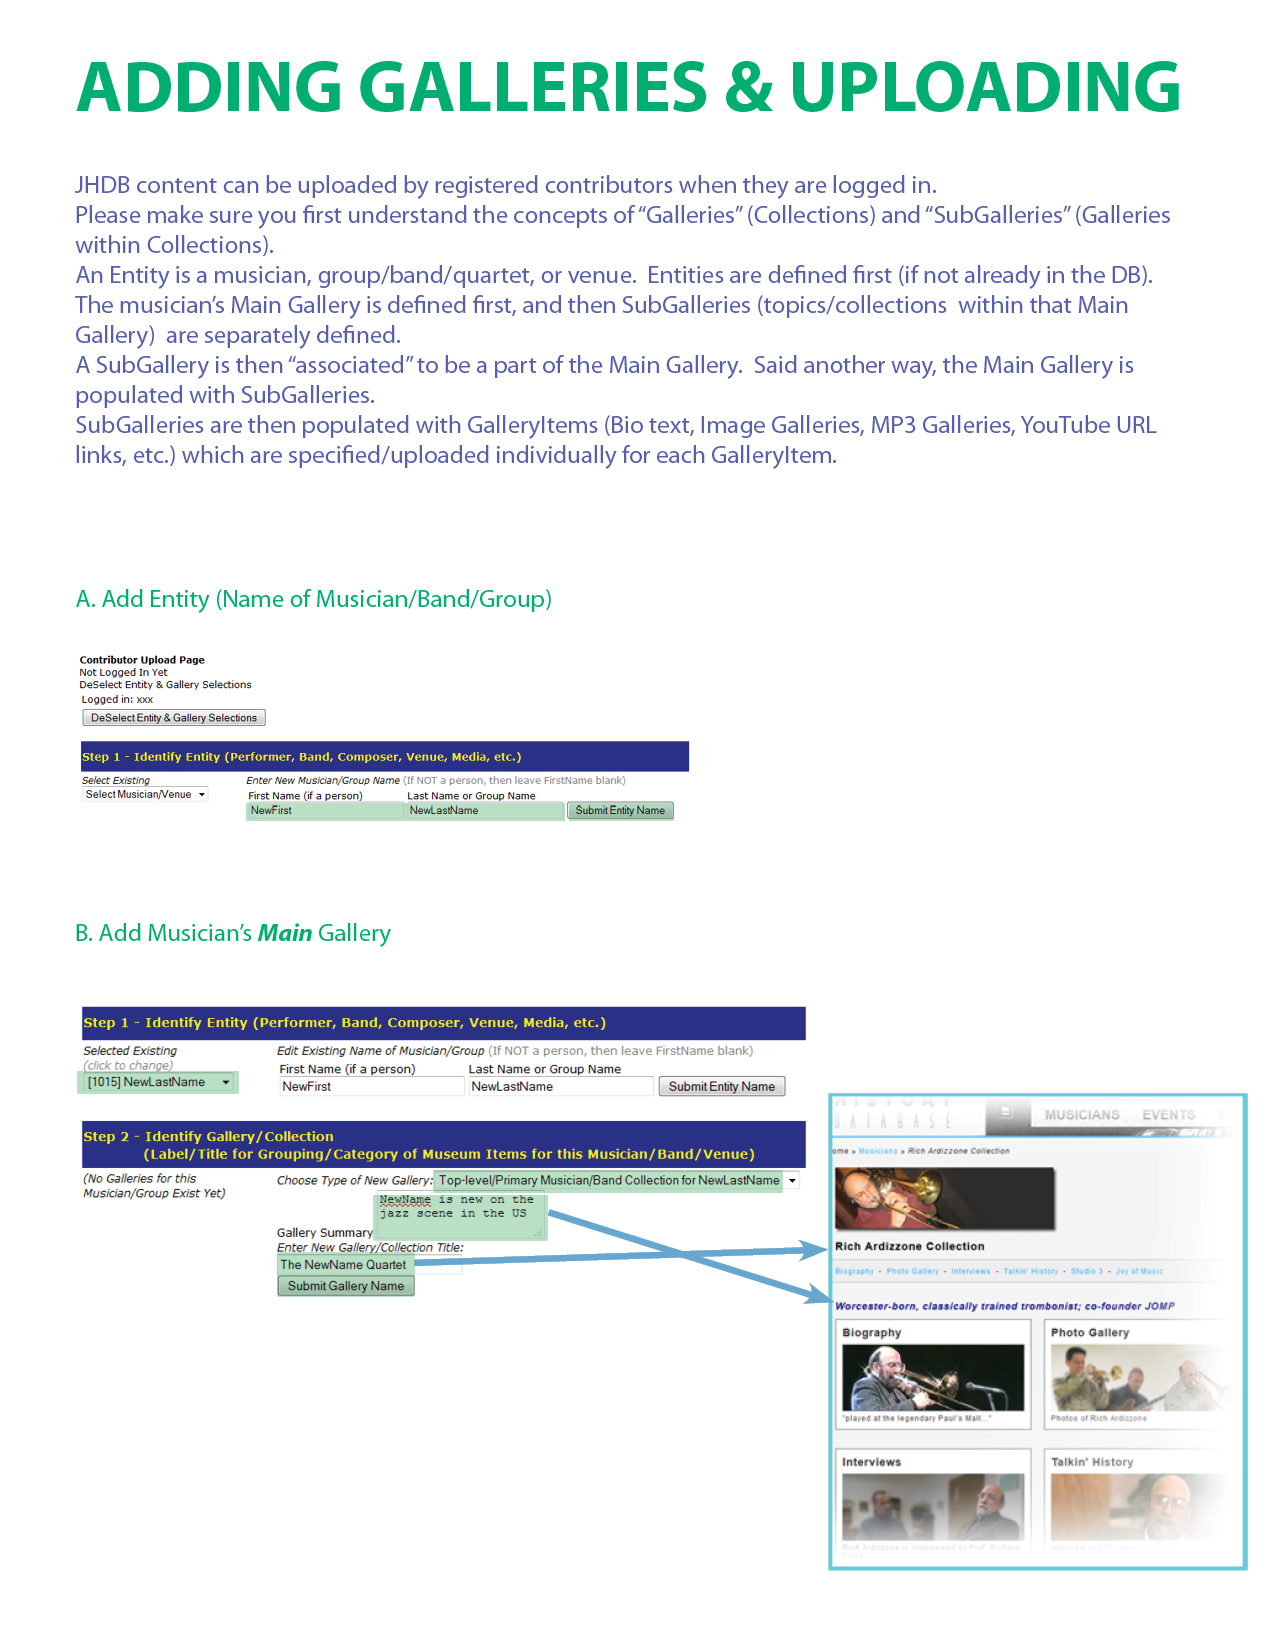 ADDING GALLERIES & UPLOADING
JHDB content can be uploaded by registered contributors when they are logged in.
Please make sure you first understand the concepts of “Galleries” (Collections) and “SubGalleries” (Galleries
within Collections).
An Entity is a musician, group/band/quartet, or venue.  Entities are defined first (if not already in the DB).
The musician’s Main Gallery is defined first, and then SubGalleries (topics/collections  within that Main
Gallery)  are separately defined.
A SubGallery is then “associated” to be a part of the Main Gallery.  Said another way, the Main Gallery is
populated with SubGalleries.
SubGalleries are then populated with GalleryItems (Bio text, Image Galleries, MP3 Galleries, YouTube URL
links, etc.) which are specified/uploaded individually for each GalleryItem.
A. Add Entity (Name of Musician/Band/Group)
Contributor Upload Page
Not Logged In Yet
DeSelect Entity & Gallery Selections
Logged in: xxx
DeSelect Entity & Gallery Selections
Step 1 - Identify Entity (Performer, Band, Composer, Venue, Media, etc.)
Select Existing
Select Musician/Venue
Enter New Musician/Group Name (If NOT a person, then leave FirstName blank)
First Name (if a person) Last Name or Group Name
NewFirst NewLastName Submit Entity Name
B. Add Musician’s Main Gallery
Step 1 - Identify Entity (Performer, Band, Composer, Venue, Media, etc.)
Selected Existing
(click to change)
[1015] NewLastName
Edit Existing Name of Musician/Group (If NOT a person, then leave FirstName blank)
First Name (if a person) Last Name or Group Name
NewFirst NewLastName Submit Entity Name
Step 2 - Identify Gallery/Collection
(Label/Title for Grouping/Category of Museum Items for this Musician/Band/Venue)
(No Galleries for this
Musician/Group Exist Yet)
Choose Type of New Gallery: Top-level/Primary Musician/Band Collection for NewLastName
NewName is new on the
jazz scene in the US
Gallery Summary
Enter New Gallery/Collection Title:
The NewName Quartet
Submit Gallery Name
HISTORY
DATABASE
MUSICIANS EVENTS
ome » Musicians » Rich Ardizzone Collection
Rich Ardizzone Collection
Biography - Photo Gallery - Interviews - Talkin' History - Studio 3 - Joy of Music
Worcester-born, classically trained trombonist; co-founder JOMP
Biography
"played at the legendary Paul's Mall..."
Photo Gallery
Photos of Rich Ardizzone
Interviews
Rich Ardizzone is interviewed by Prof. Richard
Talkin' History